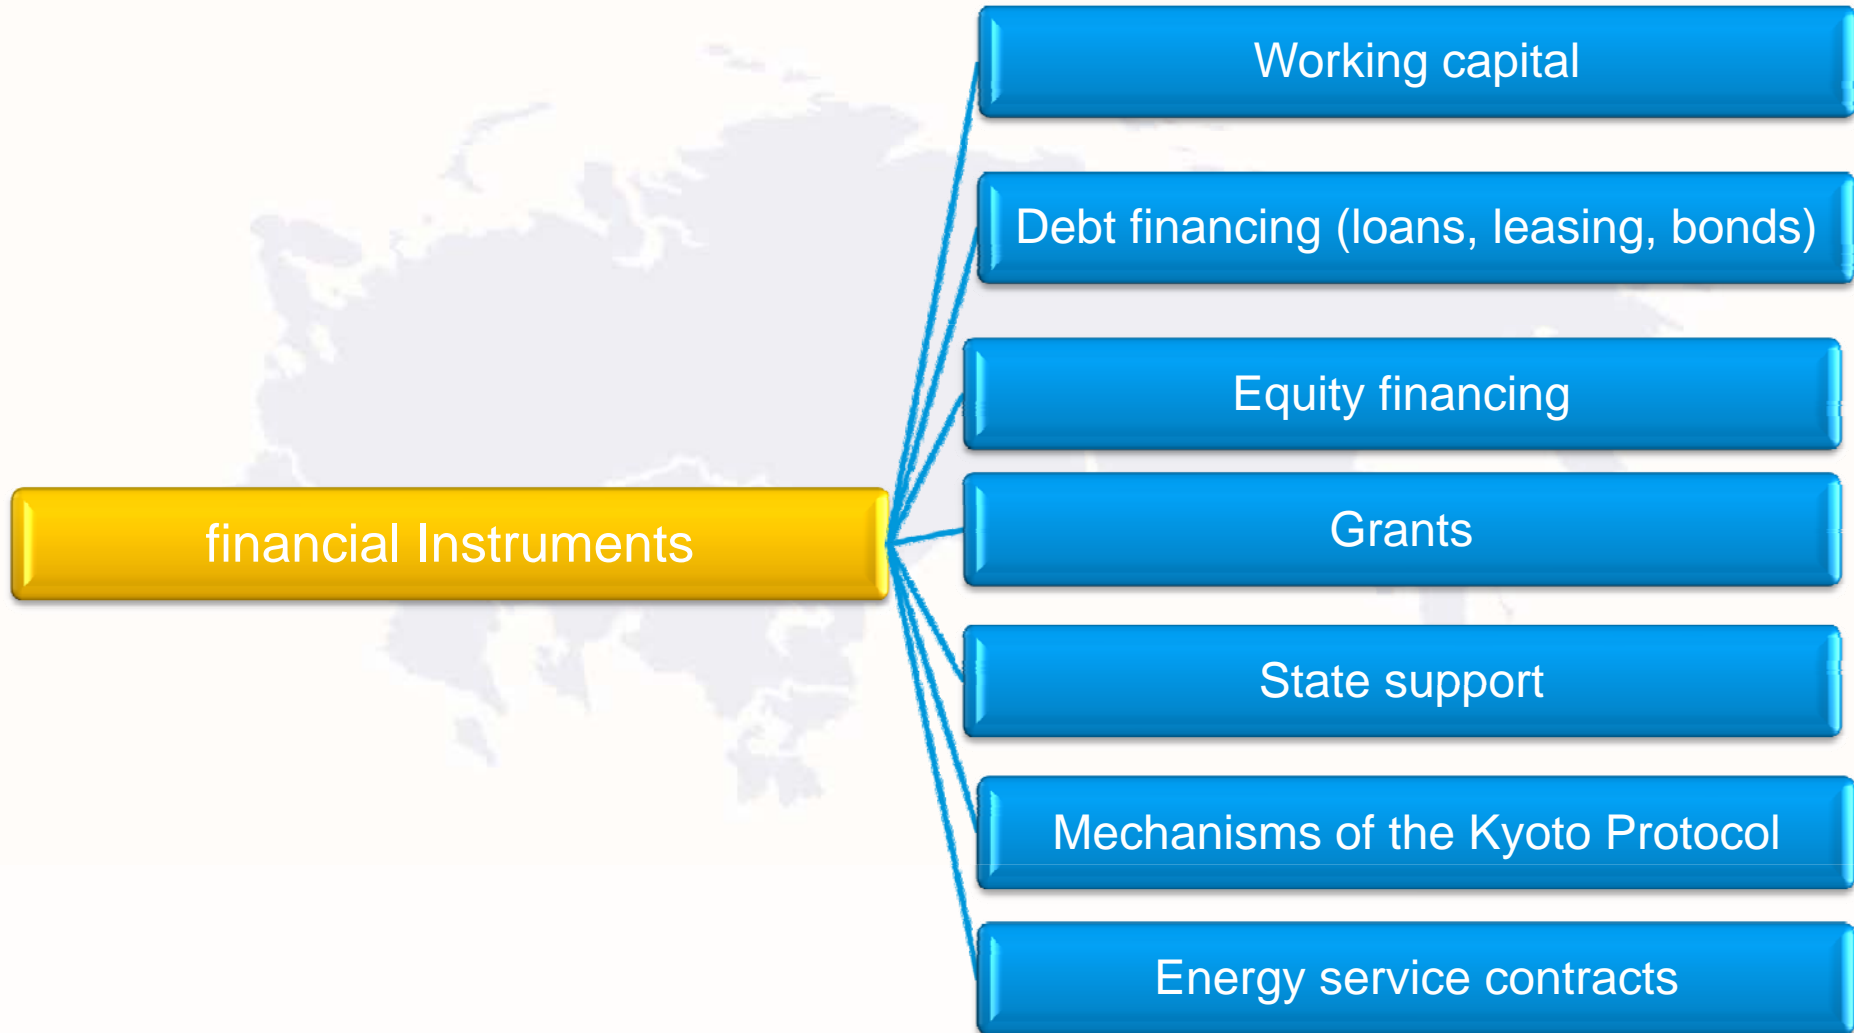 Working capital
Debt financing (loans, leasing, bonds)
Equity financing
financial Instruments
Grants
State support
Mechanisms of the Kyoto Protocol
Energy service contracts